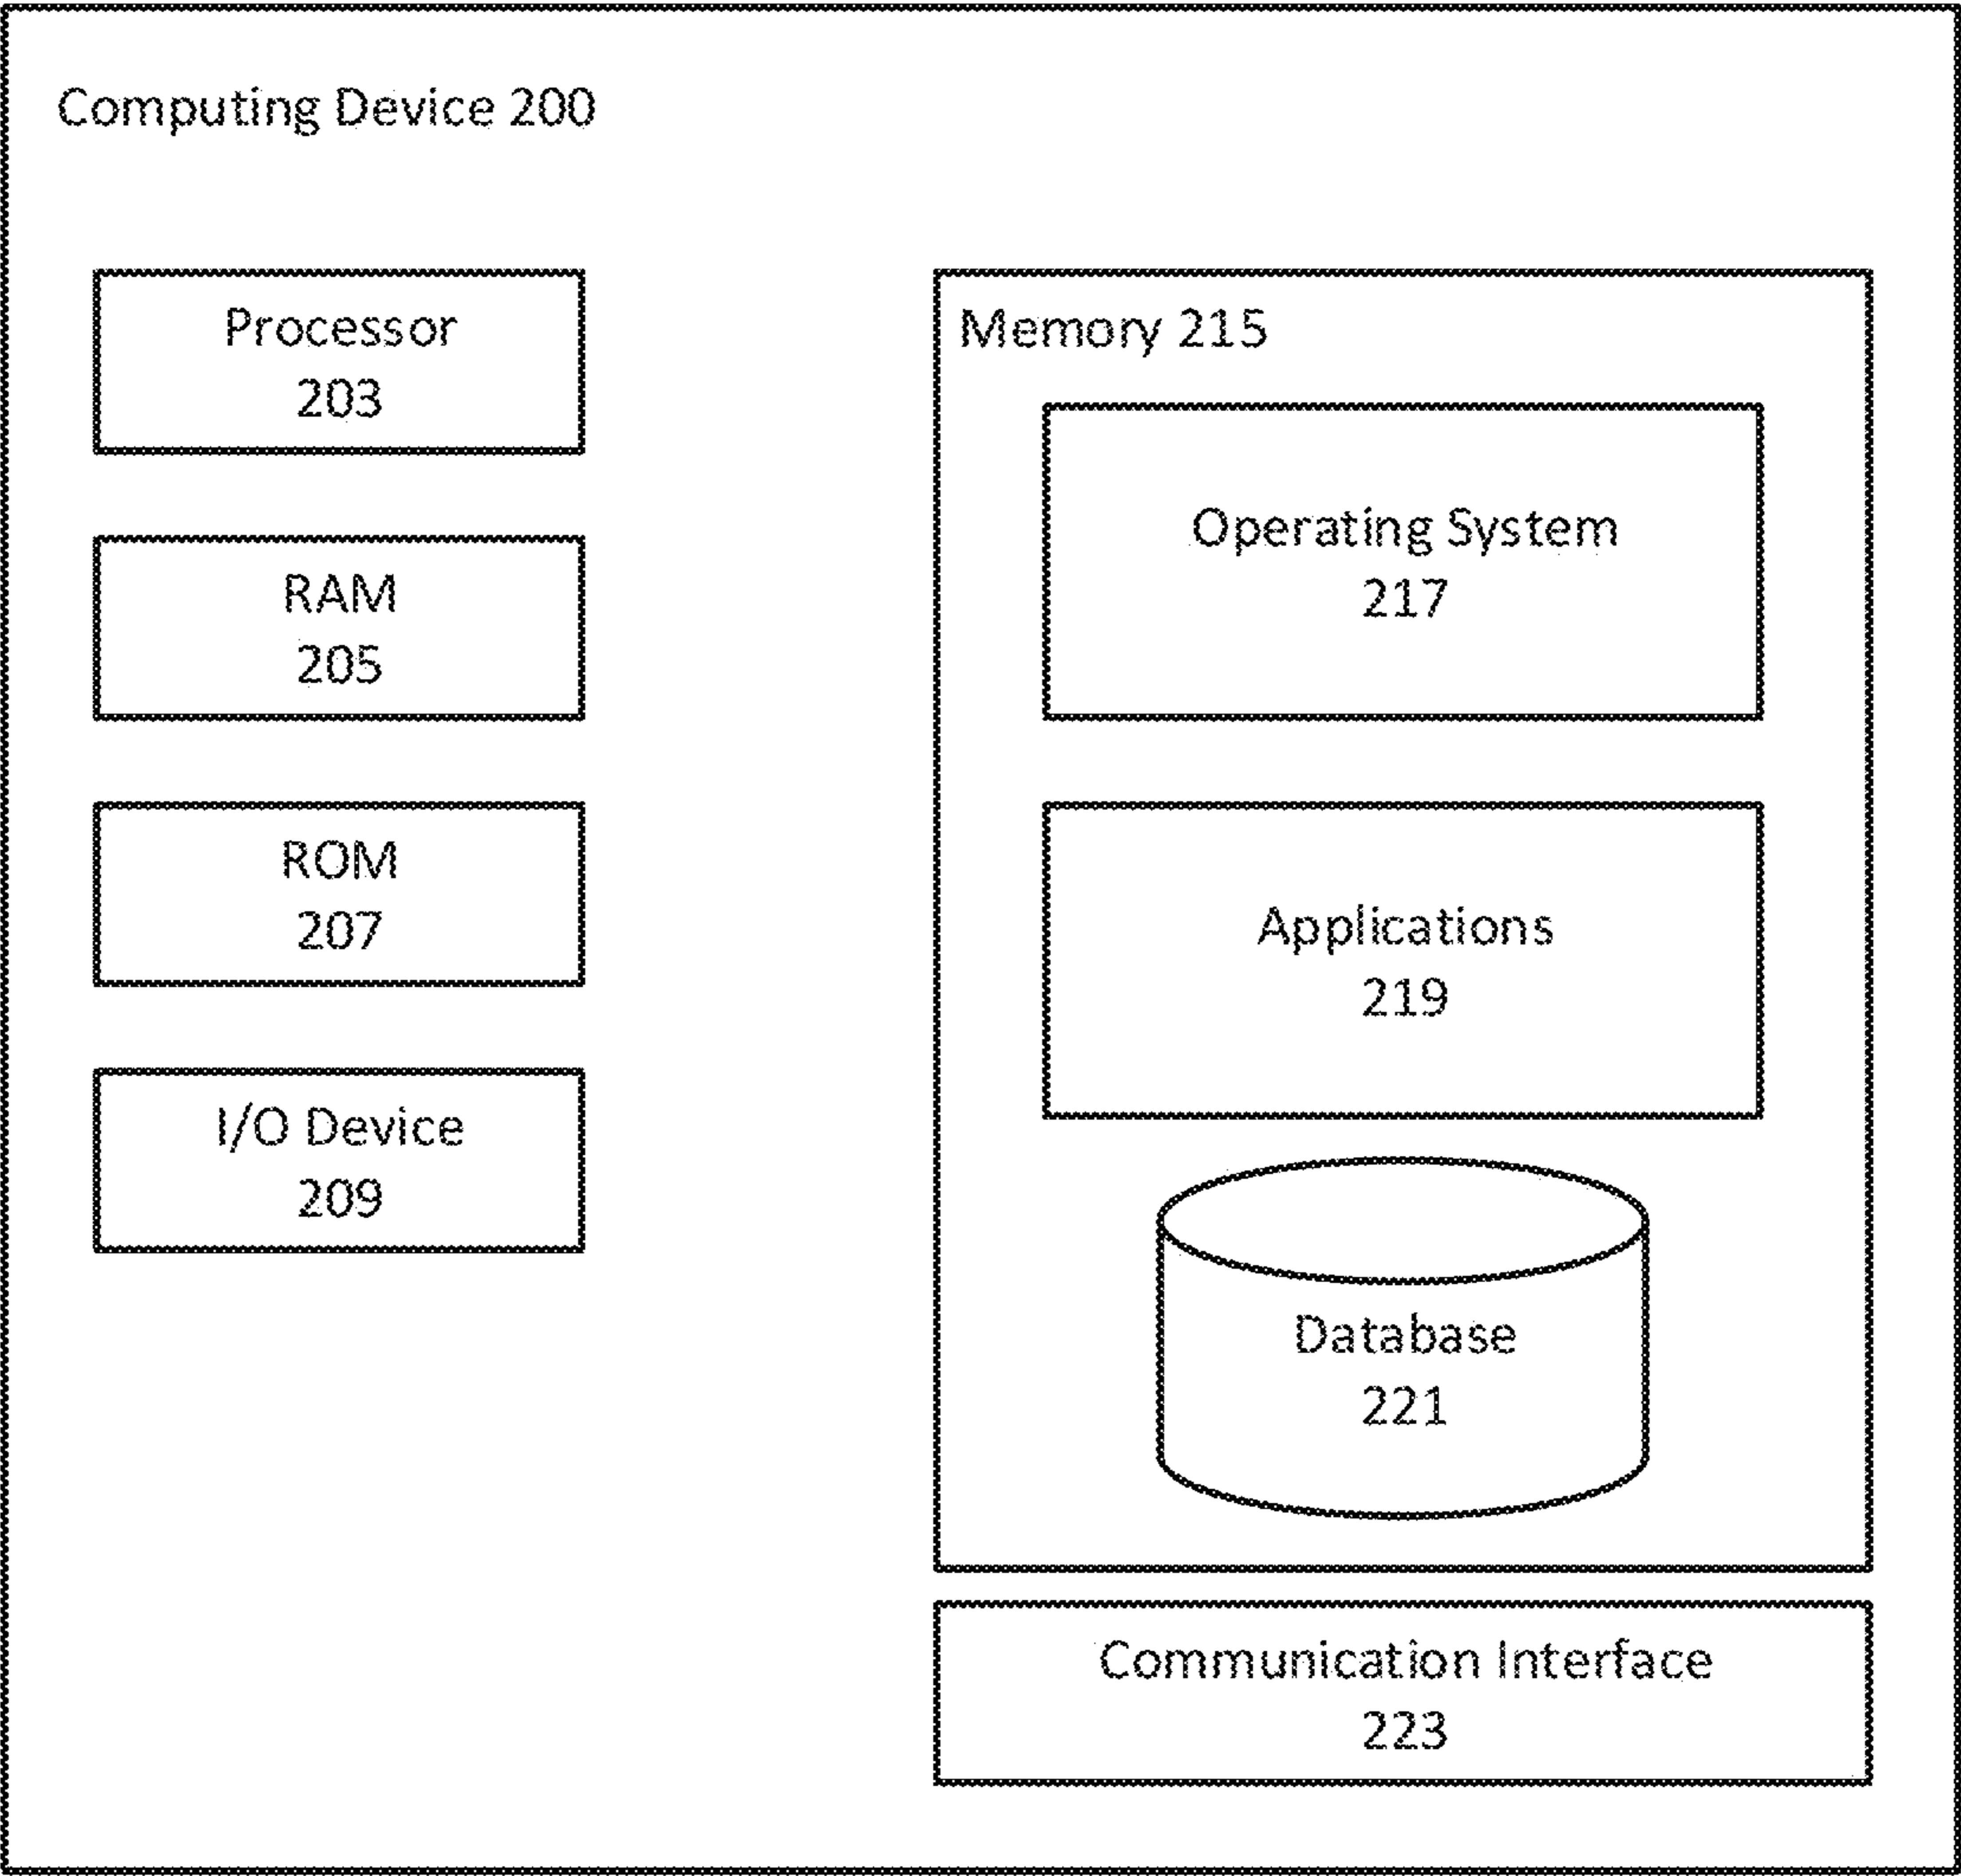 Computing Device 200
Processor
203
RAM
205
ROM
207
I/O Device
209
Memory 215
Operating System
217
Applications
219
Database
221
Communication Interface
223